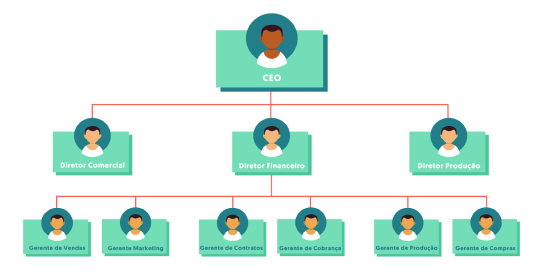 CEO
Diretor Comercial
Diretor Financeiro
Diretor Produção
Gerente de Vendas
Gerente Marketing
Gerente de Contratos
Gerente de Cobrança
Gerente de Produção
Gerente de Compras